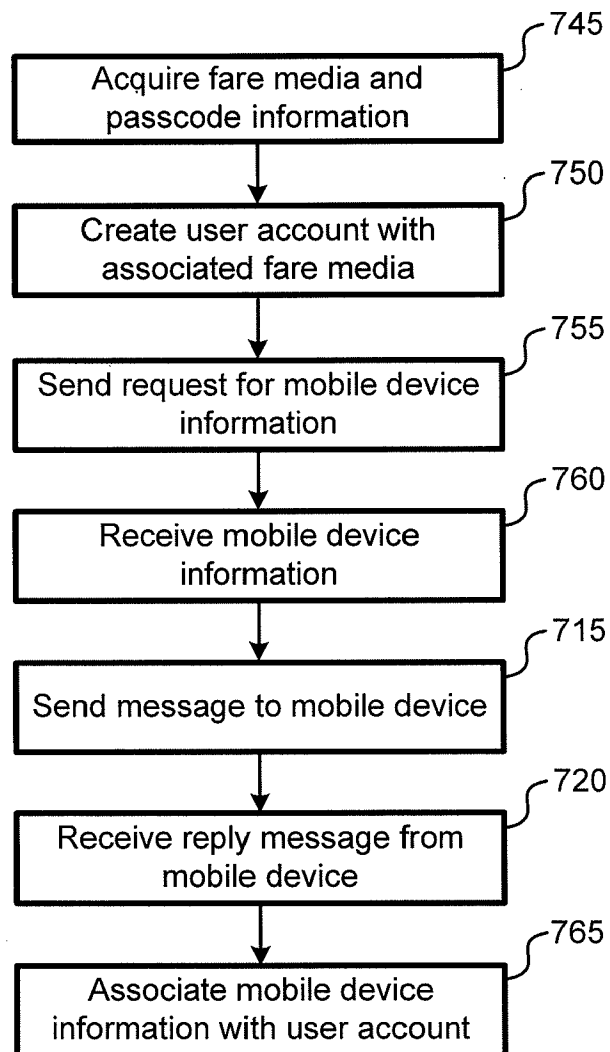 745
Acquire fare media and
passcode information
750
Create user account with
associated fare media
755
Send request for mobile device
information
760
Receive mobile device
information
715
Send message to mobile device
720
Receive reply message from
mobile device
765
Associate mobile device
information with user account